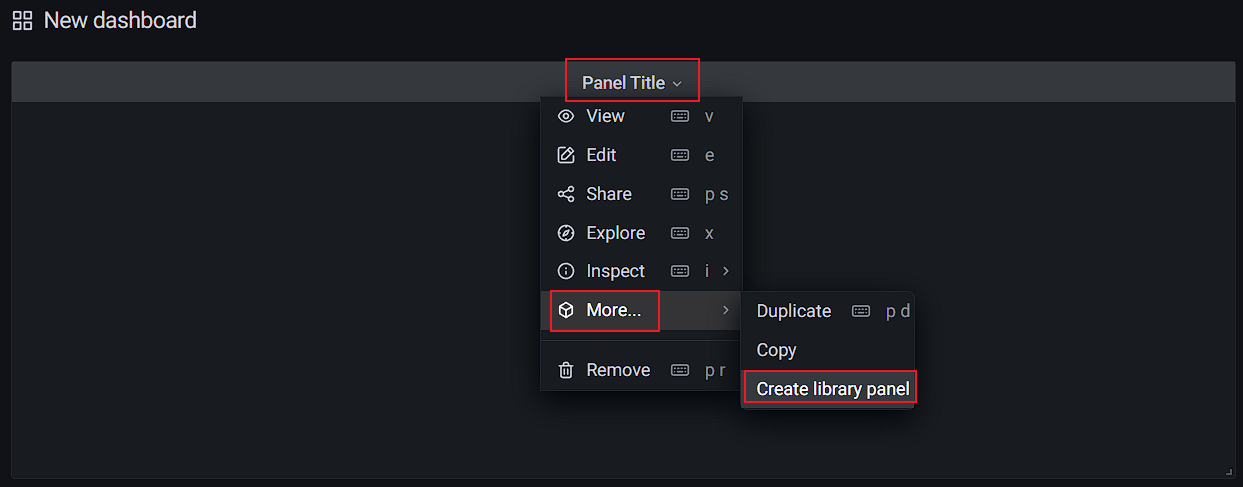 New dashboard
Panel Title
View v
Edit e
Share p s
Explore x
Inspect i
More...
Duplicate p d
Copy
Create library panel
Remove p r